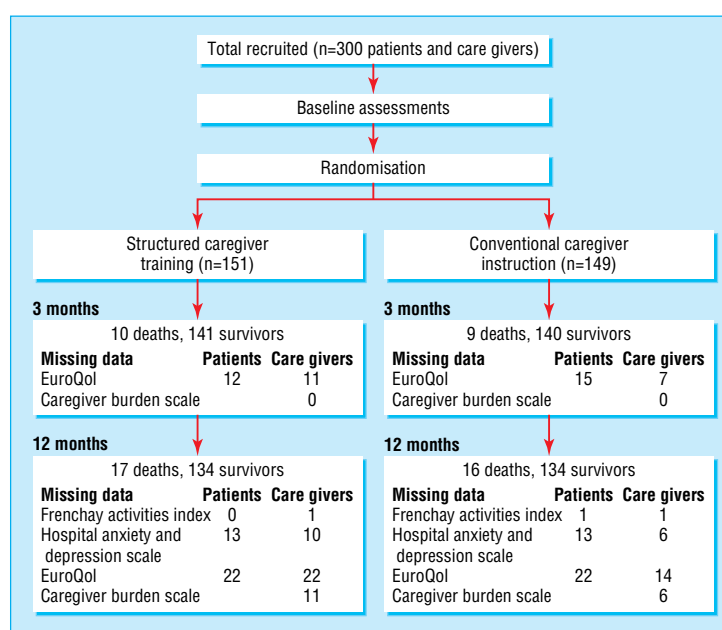 Total recruited (n=300 patients and care givers)
Baseline assessments
Randomisation
Structured caregiver
training (n=151)
3 months
10 deaths, 141 survivors
Missing data Patients Care givers
EuroQol 12 11
Caregiver burden scale 0
12 months
17 deaths, 134 survivors
Missing data Patients Care givers
Frenchay activities index 0 1
Hospital anxiety and 13 10
depression scale
EuroQol 22 22
Caregiver burden scale 11
Conventional caregiver
instruction (n=149)
3 months
9 deaths, 140 survivors
Missing data Patients Care givers
EuroQol 15 7
Caregiver burden scale 0
12 months
16 deaths, 134 survivors
Missing data Patients Care givers
Frenchay activities index 1 1
Hospital anxiety and 13 6
depression scale
EuroQol 22 14
Caregiver burden scale 6